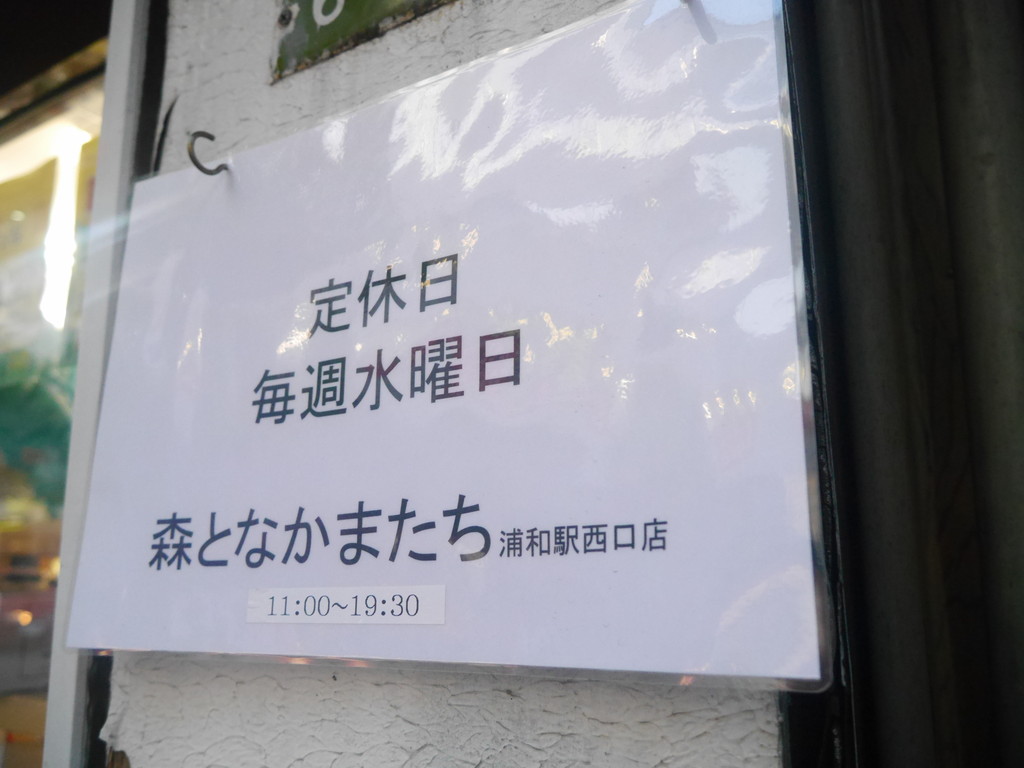 定休日
毎週水曜日
森となかまたち 浦和駅西口店
11:00~19:30